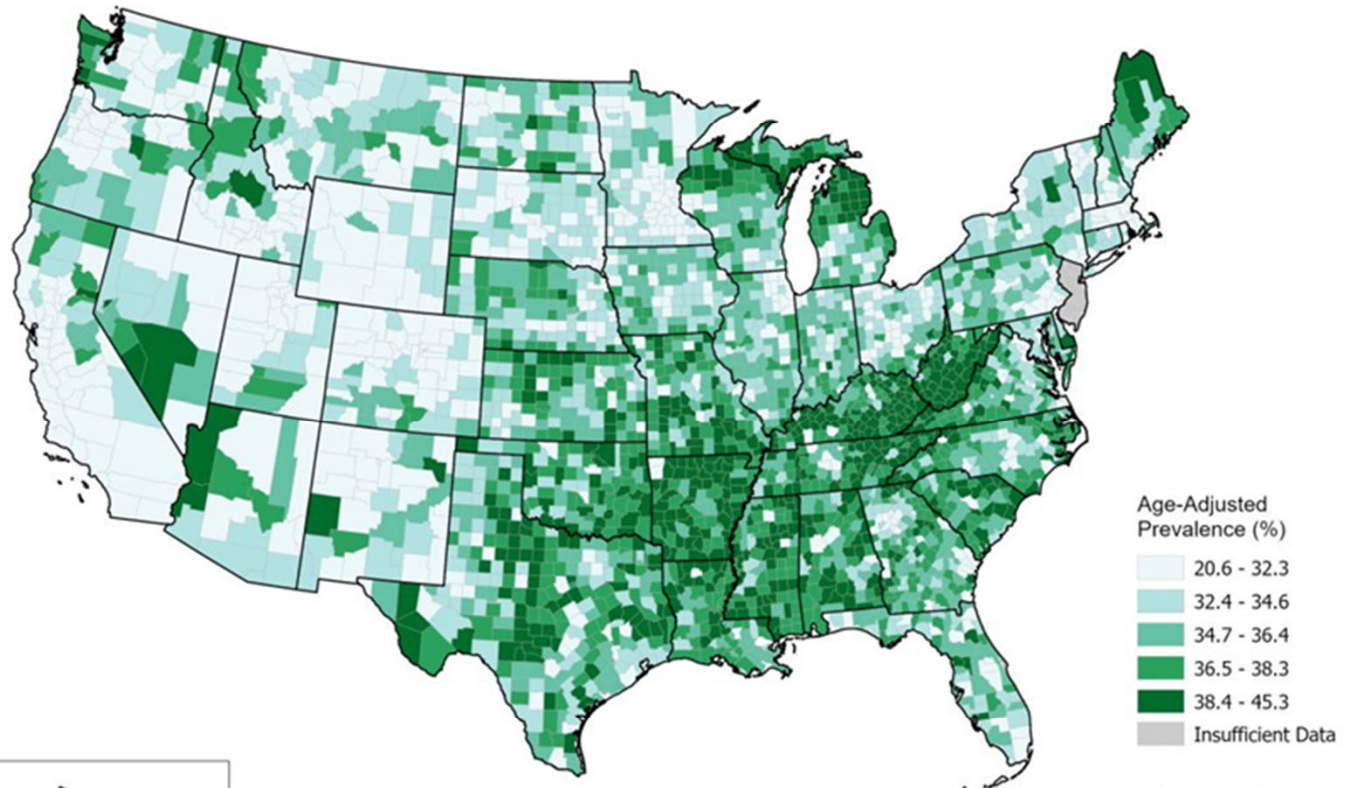 Age-Adjusted
Prevalence (%)
20.6 - 32.3
32.4 - 34.6
34.7 - 36.4
36.5 - 38.3
38.4 - 45.3
Insufficient Data